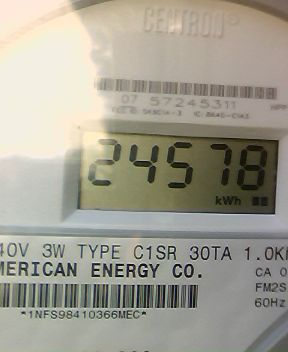 CENTRON®
07 57245311
24578
kWh
40V 3W TYPE C1SR 30TA 1.0K
MERICAN ENERGY CO.
CA 0
FM2S
60Hz
*1NFS98410366MEC*